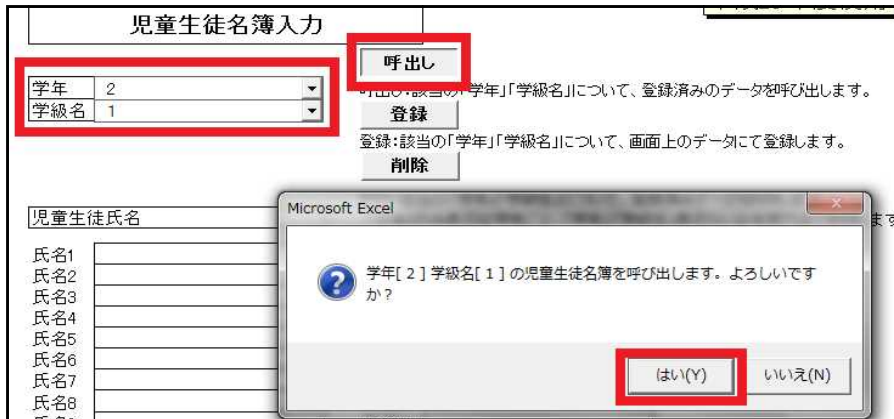 児童生徒名簿入力
呼出し
学年 2
学級名 1
呼出し:該当の「学年」「学級名」について、登録済みのデータを呼び出します。
登録
登録:該当の「学年」「学級名」について、画面上のデータにて登録します。
削除
児童生徒氏名
Microsoft Excel
ます
学年[ 2 ] 学級名[ 1 ] の児童生徒名簿を呼び出します。よろしいです
か?
はい(Y) いいえ(N)
氏名1
氏名2
氏名3
氏名4
氏名5
氏名6
氏名7
氏名8